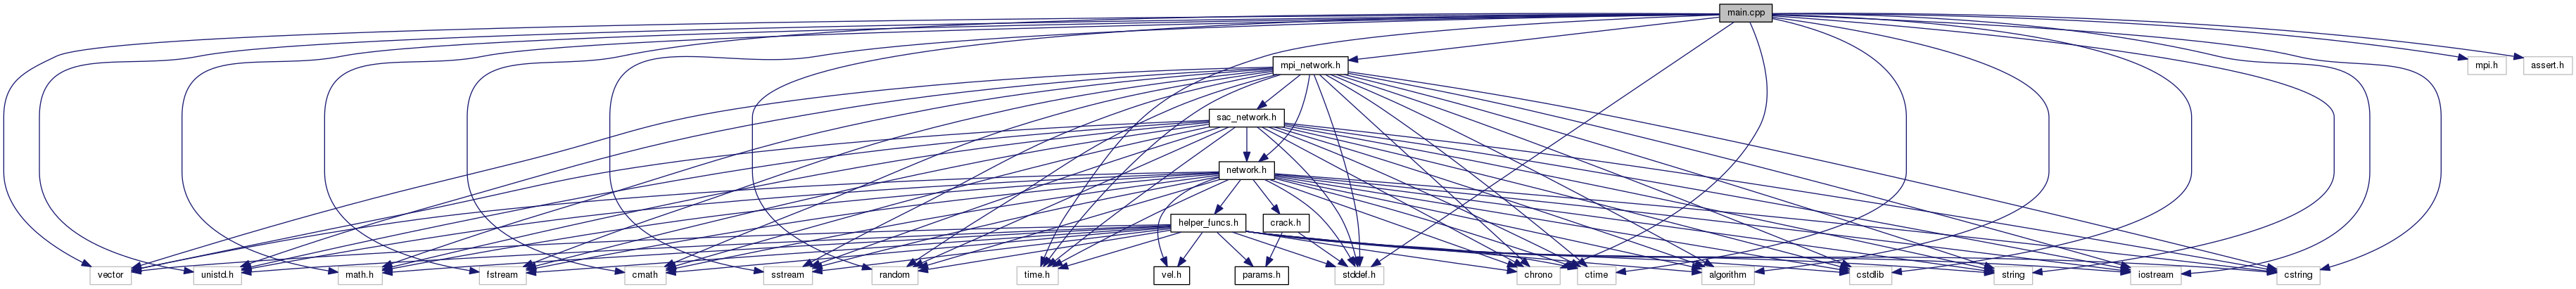 main.cpp
mpi_network.h
mpi.h
assert.h
sac_network.h
network.h
helper_funcs.h
crack.h
vector
unistd.h
math.h
fstream
cmath
sstream
random
time.h
vel.h
params.h
stddef.h
chrono
ctime
algorithm
cstdlib
string
iostream
cstring